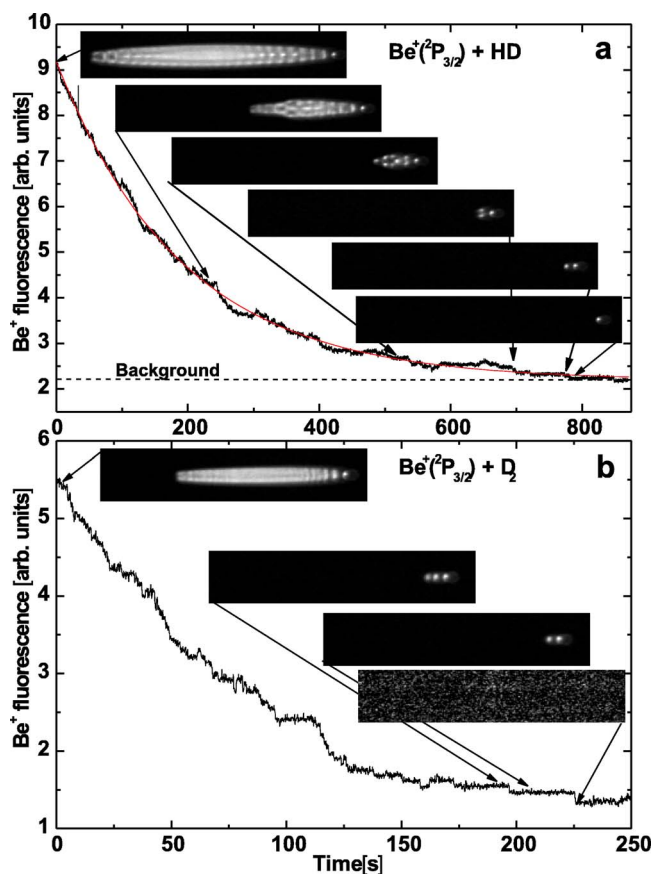 10
9
8
7
6
5
4
3
2
Be⁺ fluorescence [arb. units]
Be⁺(²P₃/₂) + HD
a
Background
0 200 400 600 800
6
5
4
3
2
1
Be⁺ fluorescence [arb. units]
Be⁺(²P₃/₂) + D₂
b
0 50 100 150 200 250
Time[s]